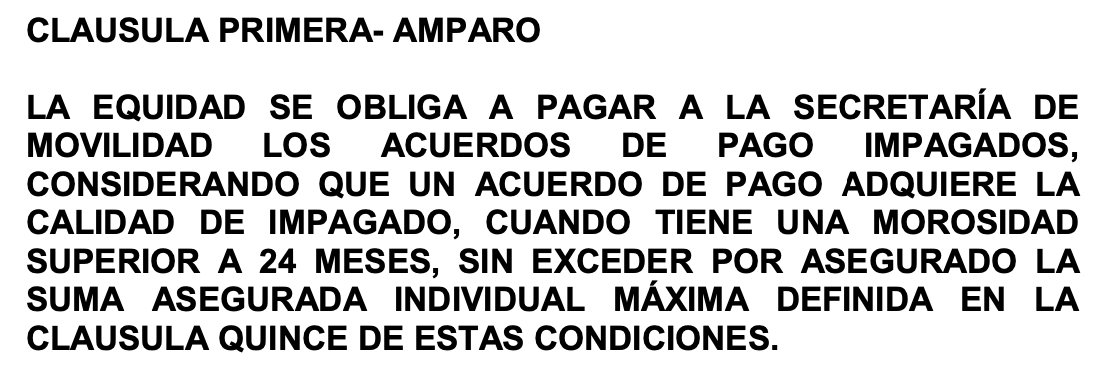 CLAUSULA PRIMERA- AMPARO
LA EQUIDAD SE OBLIGA A PAGAR A LA SECRETARÍA DE
MOVILIDAD LOS ACUERDOS DE PAGO IMPAGADOS,
CONSIDERANDO QUE UN ACUERDO DE PAGO ADQUIERE LA
CALIDAD DE IMPAGADO, CUANDO TIENE UNA MOROSIDAD
SUPERIOR A 24 MESES, SIN EXCEDER POR ASEGURADO LA
SUMA ASEGURADA INDIVIDUAL MÁXIMA DEFINIDA EN LA
CLAUSULA QUINCE DE ESTAS CONDICIONES.